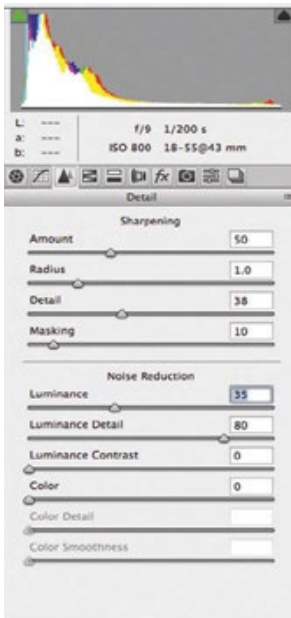 L: ---
a: ---
b: ---
f/9 1/200 s
ISO 800 18-55@43 mm
fx
Detail
Sharpening
Amount 50
Radius 1.0
Detail 38
Masking 10
Noise Reduction
Luminance 35
Luminance Detail 80
Luminance Contrast 0
Color 0
Color Detail
Color Smoothness